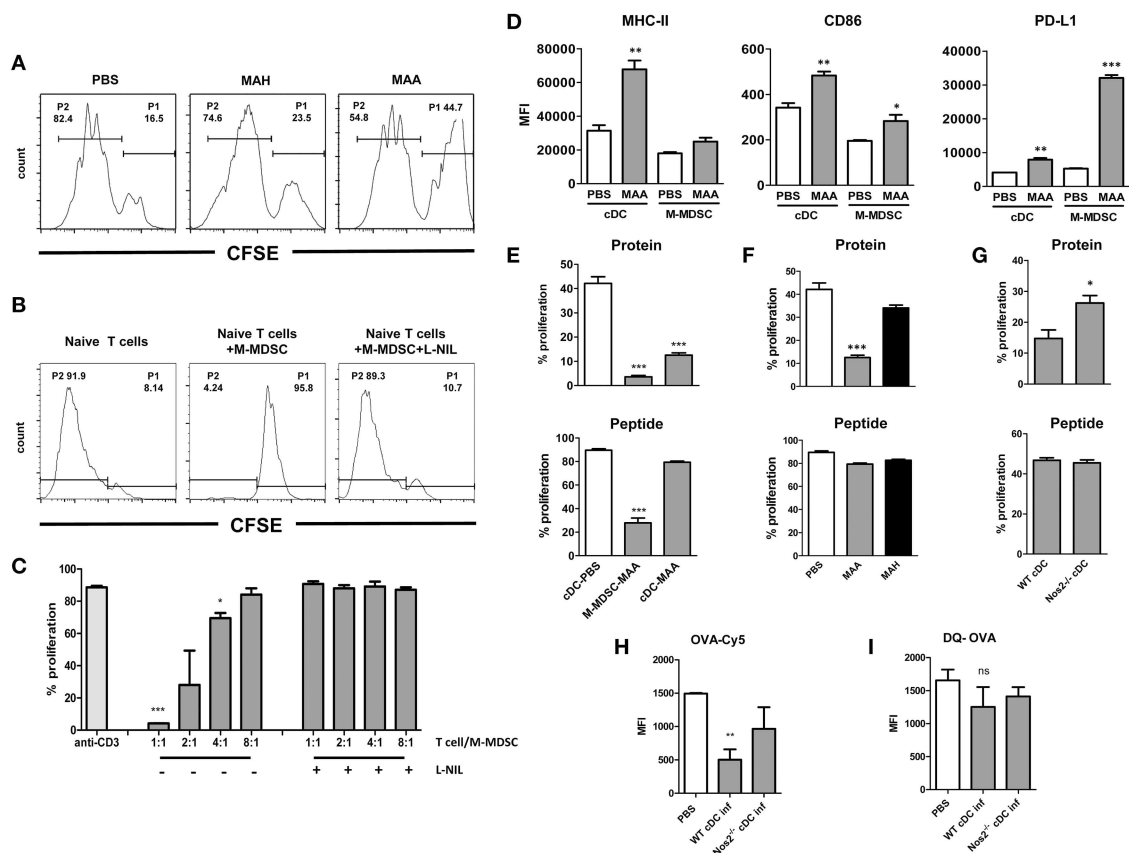 A
PBS
MAH
MAA
P2
82.4
P1
16.5
P2
74.6
P1
23.5
P2
54.8
P1 44.7
count
CFSE
B
Naive T cells
Naive T cells
+M-MDSC
Naive T cells
+M-MDSC+L-NIL
P2 91.9
P1
8.14
P2
4.24
P1
95.8
P2 89.3
P1
10.7
count
CFSE
C
% proliferation
100
80
60
40
20
0
***
*
anti-CD3
1:1 2:1 4:1 8:1
1:1 2:1 4:1 8:1
T cell/M-MDSC
- - - -
+ + + +
L-NIL
D
MHC-II
MFI
80000
60000
40000
20000
0
**
PBS MAA PBS MAA
cDC M-MDSC
CD86
600
400
200
0
**
*
PBS MAA PBS MAA
cDC M-MDSC
PD-L1
40000
30000
20000
10000
0
**
***
PBS MAA PBS MAA
cDC M-MDSC
E
Protein
% proliferation
50
40
30
20
10
0
***
***
Peptide
% proliferation
100
80
60
40
20
0
***
cDC-PBS
M-MDSC-MAA
cDC-MAA
F
Protein
% proliferation
50
40
30
20
10
0
***
Peptide
% proliferation
100
80
60
40
20
0
PBS
MAA
MAH
G
Protein
% proliferation
40
30
20
10
0
*
Peptide
% proliferation
60
40
20
0
WT cDC
Nos2-/- cDC
H
OVA-Cy5
MFI
2000
1500
1000
500
0
**
PBS
WT cDC inf
Nos2-/- cDC inf
I
DQ- OVA
MFI
2000
1500
1000
500
0
ns
PBS
WT cDC inf
Nos2-/- cDC inf